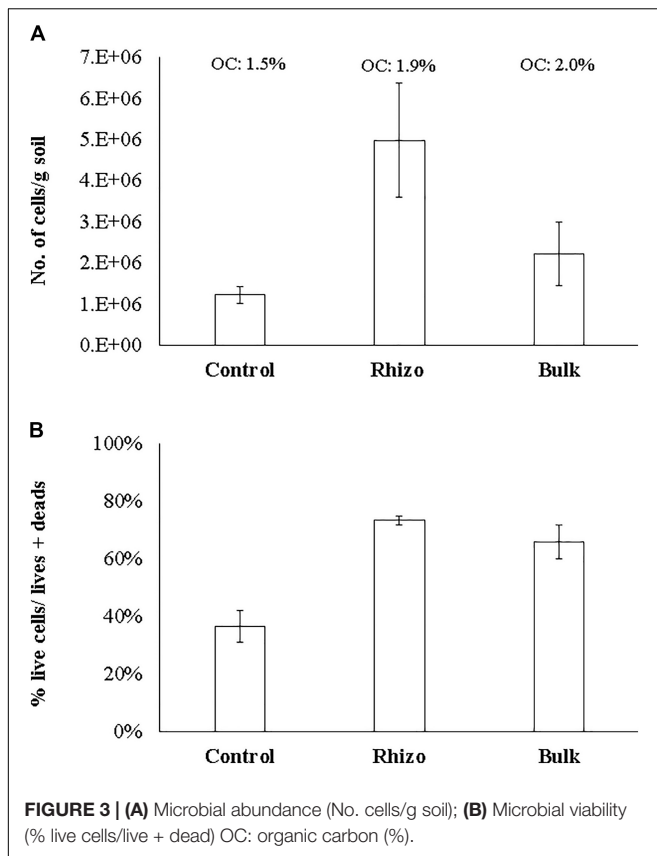 A
No. of cells/g soil
7.E+06
6.E+06
5.E+06
4.E+06
3.E+06
2.E+06
1.E+06
0.E+00
OC: 1.5% OC: 1.9% OC: 2.0%
Control Rhizo Bulk
B
% live cells/ lives + deads
100%
80%
60%
40%
20%
0%
Control Rhizo Bulk
FIGURE 3 | (A) Microbial abundance (No. cells/g soil); (B) Microbial viability
(% live cells/live + dead) OC: organic carbon (%).